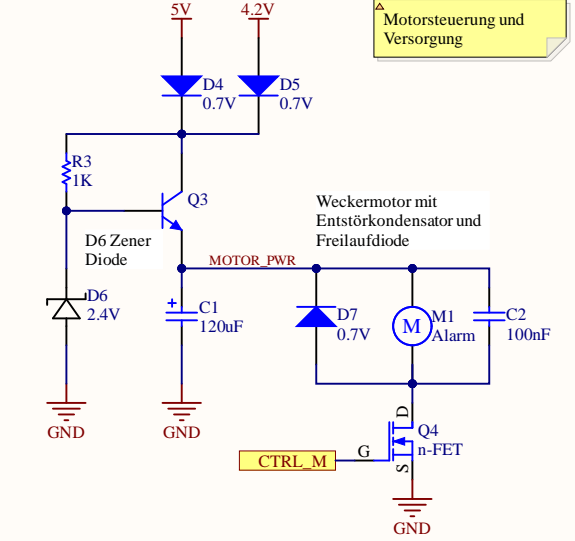 5V
4.2V
Motorsteuerung und
Versorgung
D4
0.7V
D5
0.7V
R3
1K
Q3
D6 Zener
Diode
Weckermotor mit
Entstörkondensator und
Freilaufdiode
MOTOR_PWR
D6
2.4V
C1
120uF
D7
0.7V
M
M1
Alarm
C2
100nF
GND
GND
D
Q4
n-FET
G
S
CTRL_M
GND